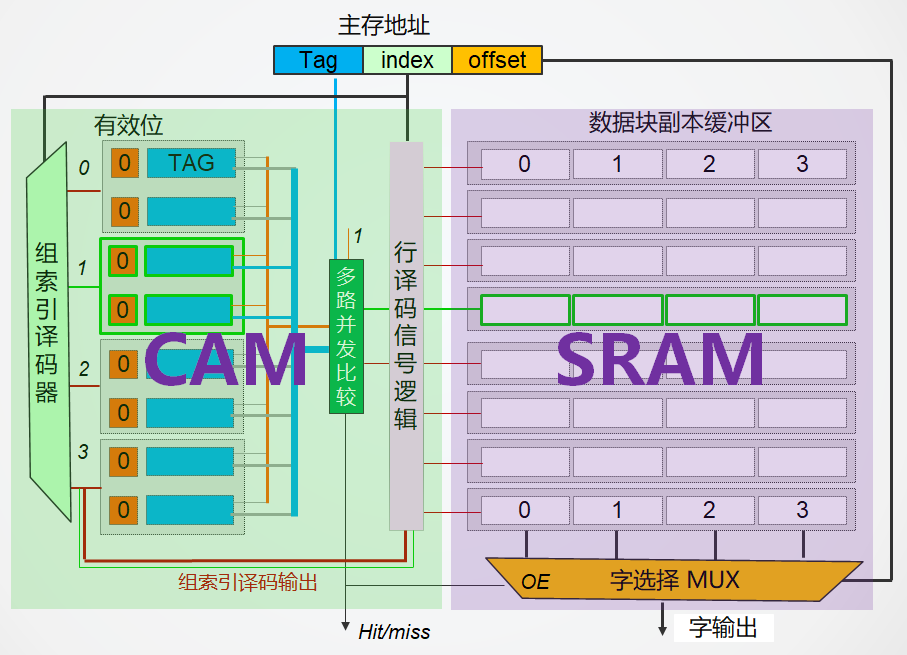 主存地址
Tag index offset
有效位
数据块副本缓冲区
0 0 TAG
0 1 2 3
0
组索引译码器
1 0
1
多路并发比较
行译码信号逻辑
0
CAM
SRAM
2 0
0
3 0
0
0 1 2 3
组索引译码输出
OE 字选择 MUX
Hit/miss
字输出